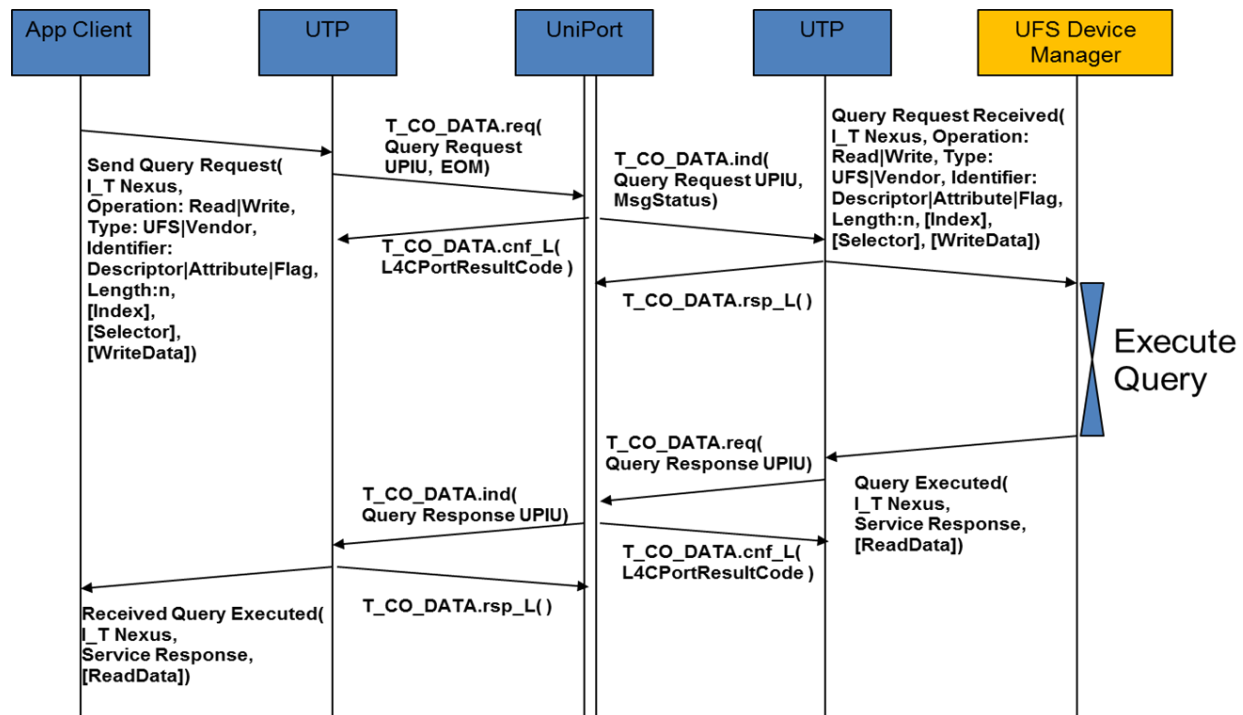 App Client
UTP
UniPort
UTP
UFS Device
Manager
Send Query Request(
I_T Nexus,
Operation: Read|Write,
Type: UFS|Vendor,
Identifier:
Descriptor|Attribute|Flag,
Length:n,
[Index],
[Selector],
[WriteData])
T_CO_DATA.req(
Query Request
UPIU, EOM)
T_CO_DATA.cnf_L(
L4CPortResultCode )
T_CO_DATA.ind(
Query Request UPIU,
MsgStatus)
T_CO_DATA.rsp_L( )
Query Request Received(
I_T Nexus, Operation:
Read|Write, Type:
UFS|Vendor, Identifier:
Descriptor|Attribute|Flag,
Length:n, [Index],
[Selector], [WriteData])
Execute
Query
T_CO_DATA.req(
Query Response UPIU)
Query Executed(
I_T Nexus,
Service Response,
[ReadData])
T_CO_DATA.ind(
Query Response UPIU)
T_CO_DATA.cnf_L(
L4CPortResultCode )
T_CO_DATA.rsp_L( )
Received Query Executed(
I_T Nexus,
Service Response,
[ReadData])